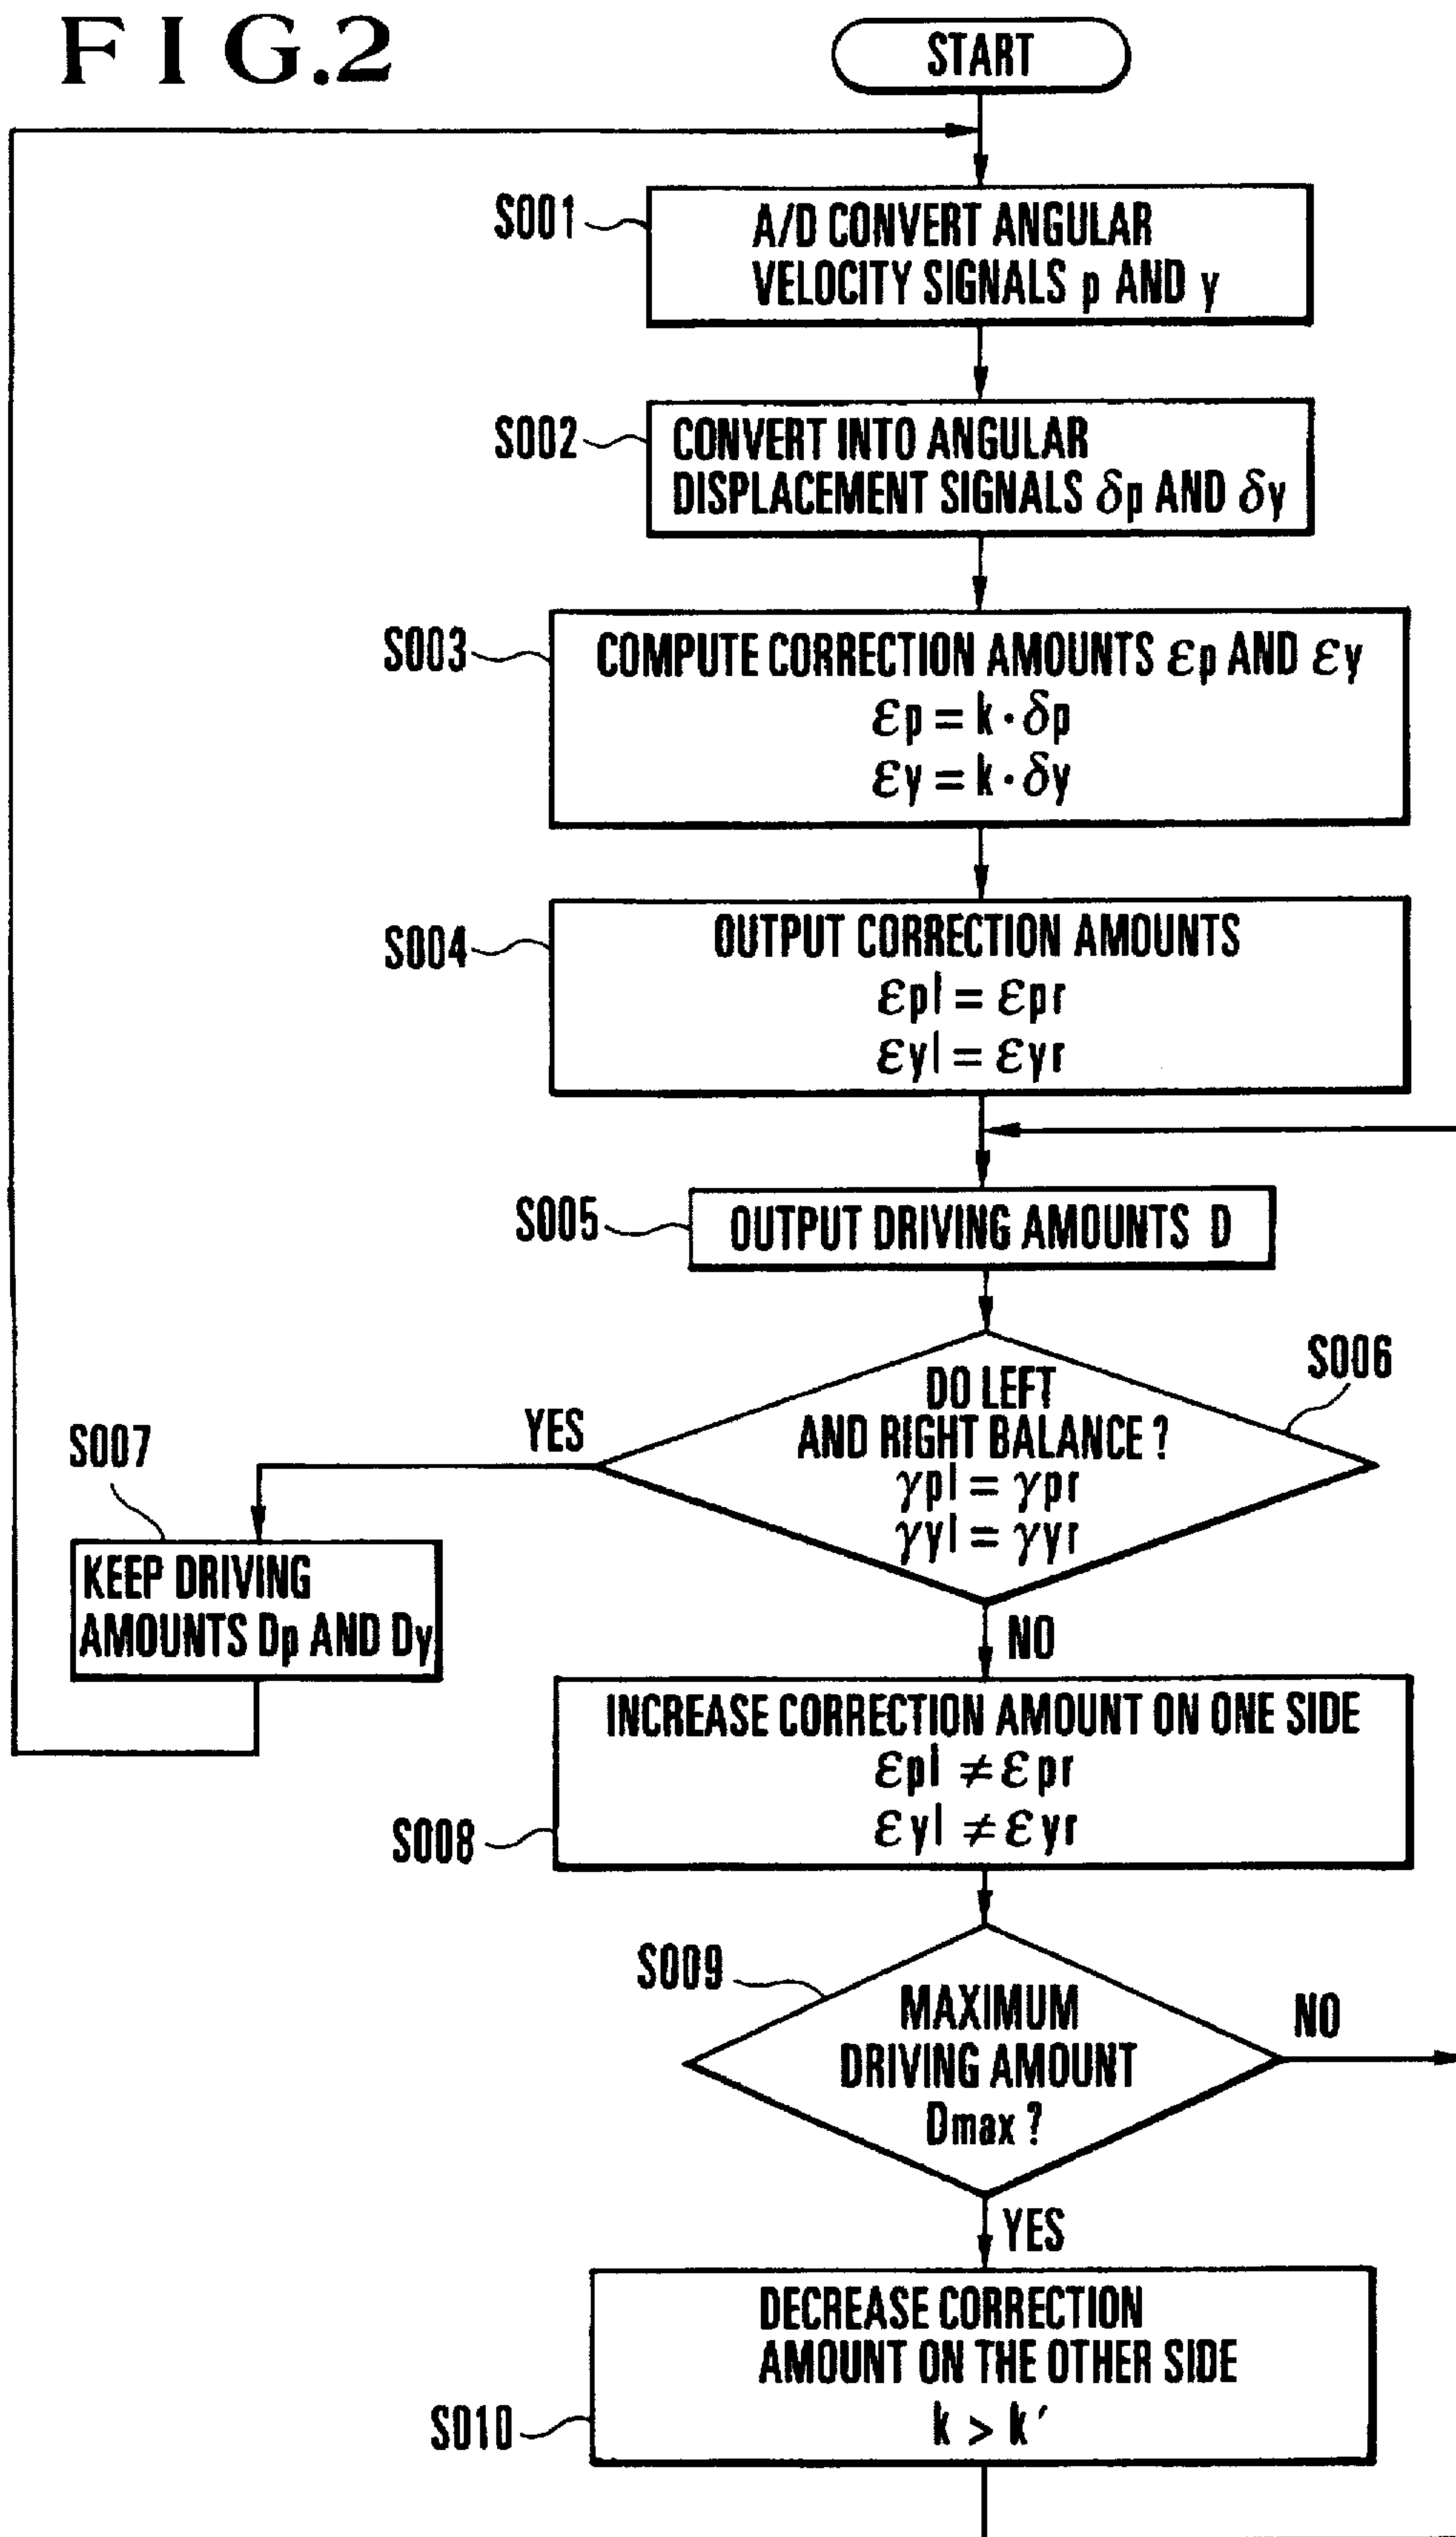 FIG.2
START
S001
A/D CONVERT ANGULAR
VELOCITY SIGNALS p AND y
S002
CONVERT INTO ANGULAR
DISPLACEMENT SIGNALS δp AND δy
S003
COMPUTE CORRECTION AMOUNTS εp AND εy
εp = k·δp
εy = k·δy
S004
OUTPUT CORRECTION AMOUNTS
εpl = εpr
εyl = εyr
S005
OUTPUT DRIVING AMOUNTS D
S006
DO LEFT
AND RIGHT BALANCE?
γpl = γpr
γyl = γyr
YES
S007
KEEP DRIVING
AMOUNTS Dp AND Dy
NO
INCREASE CORRECTION AMOUNT ON ONE SIDE
εpl ≠ εpr
εyl ≠ εyr
S008
S009
MAXIMUM
DRIVING AMOUNT
Dmax?
NO
YES
DECREASE CORRECTION
AMOUNT ON THE OTHER SIDE
k > k′
S010